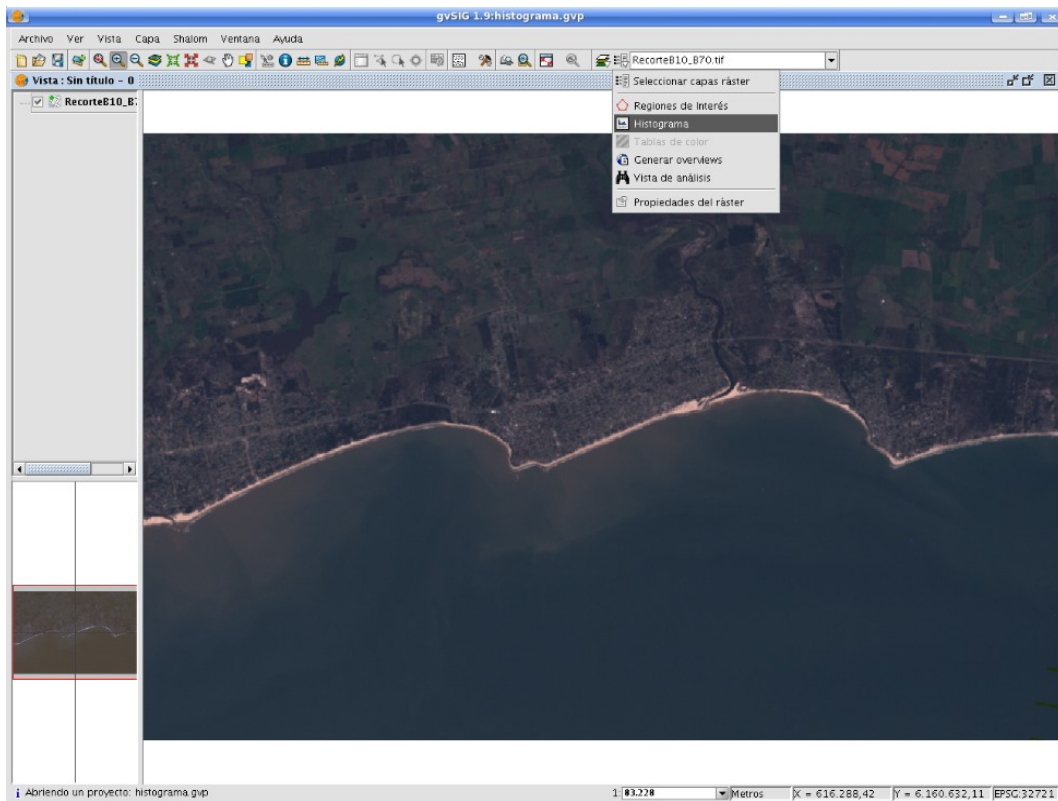 gvSIG 1.9:histograma.gvp
Archivo Ver Vista Capa Shalom Ventana Ayuda
RecorteB10_B70.tif
Vista : Sin título - 0
RecorteB10_B7
Seleccionar capas ráster
Regiones de Interés
Histograma
Tablas de color
Generar overviews
Vista de anàlisis
Propiedades del ràster
Abriendo un proyecto: histograma.gvp
1: 83.228
Metros
X = 616.288,42
Y = 6.160.632,11
EPSG:32721